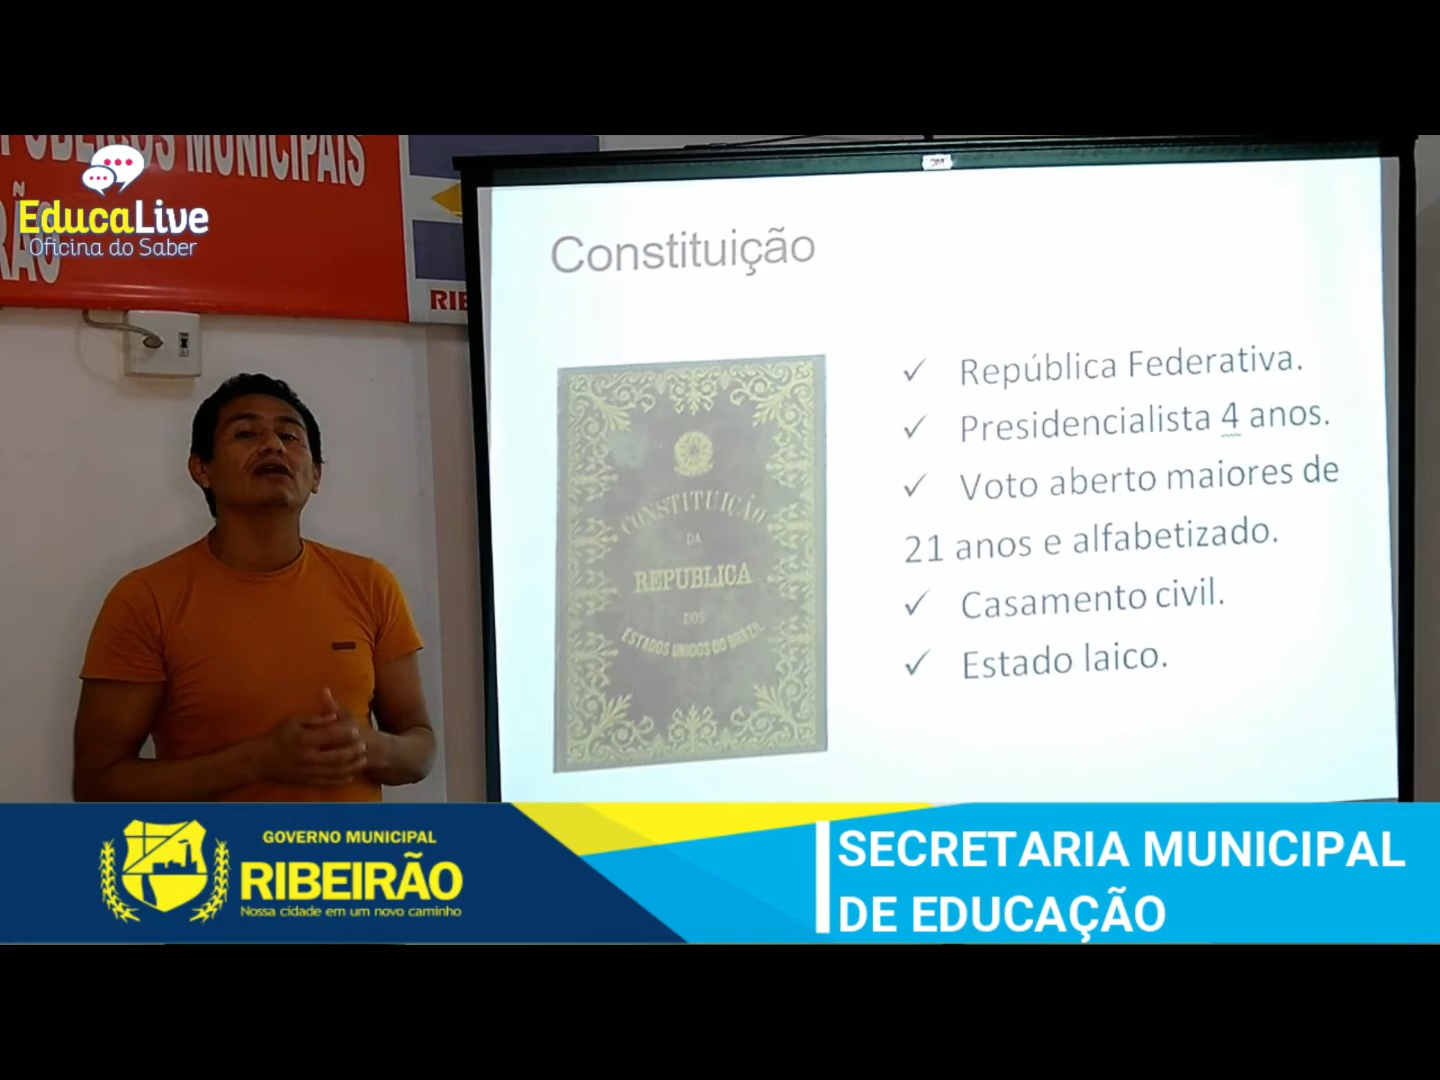 MUNICIPAIS
EducaLive
Oficina do Saber
RIB
Constituição
CONSTITUIÇÃO
DA
REPUBLICA
DOS
ESTADOS UNIDOS DO BRAZIL
✓ República Federativa.
✓ Presidencialista 4 anos.
✓ Voto aberto maiores de
21 anos e alfabetizado.
✓ Casamento civil.
✓ Estado laico.
GOVERNO MUNICIPAL
RIBEIRÃO
Nossa cidade em um novo caminho
SECRETARIA MUNICIPAL
DE EDUCAÇÃO